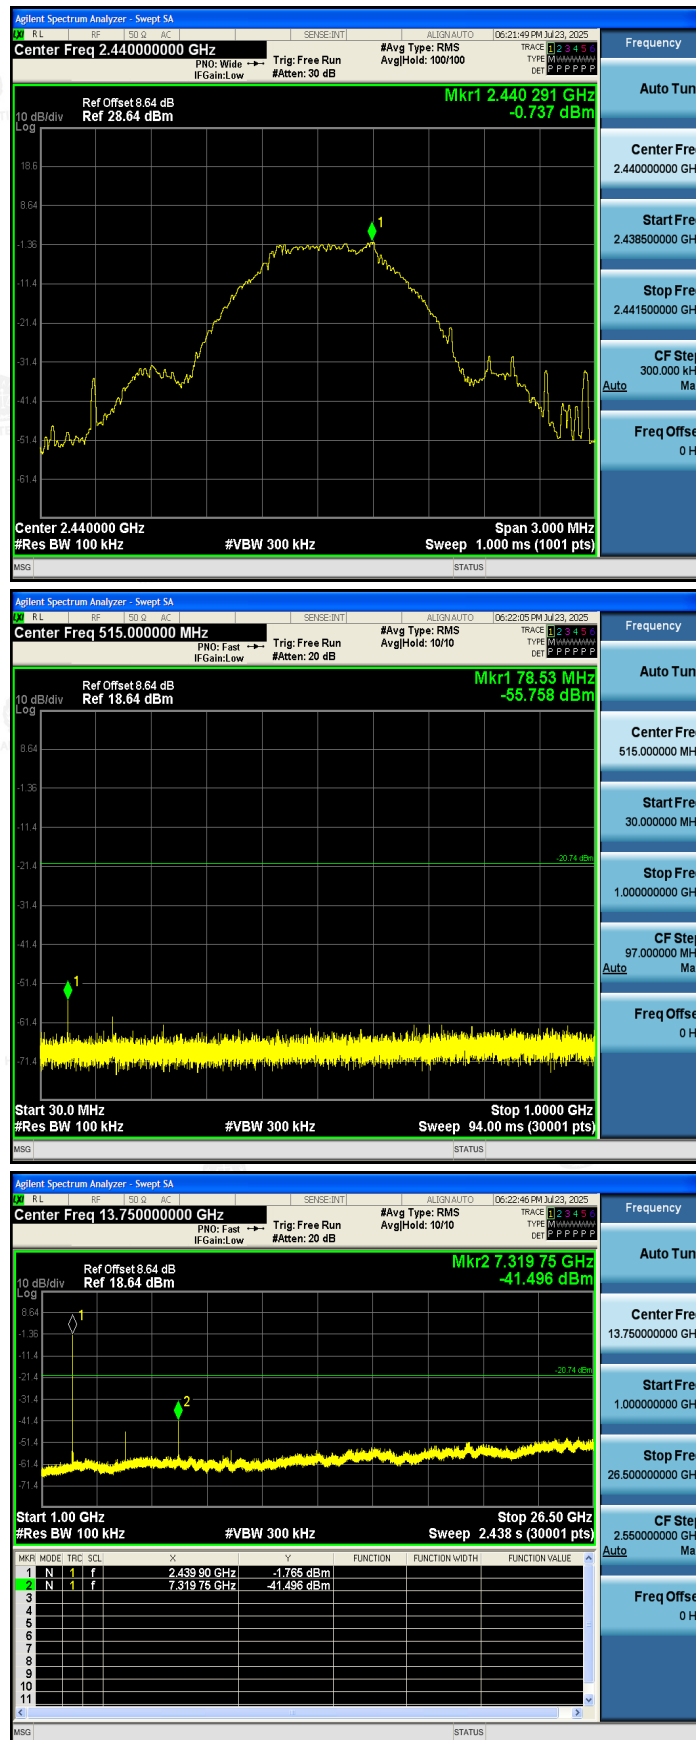 Agilent Spectrum Analyzer - Swept SA
LXI RL RF 50 Ω AC SENSE:INT ALIGN AUTO 06:21:49 PM Jul 23, 2025
Center Freq 2.440000000 GHz #Avg Type: RMS TRACE 1 2 3 4 5 6 Frequency
PNO: Wide Trig: Free Run Avg|Hold: 100/100 TYPE M
IFGain:Low #Atten: 30 dB DET P P P P P P
Auto Tun
Mkr1 2.440 291 GHz
-0.737 dBm
Ref Offset 8.64 dB
10 dB/div Ref 28.64 dBm
Log
Center Fre
2.440000000 GH
18.6
8.64
1
Start Fre
2.438500000 GH
-1.36
-11.4
Stop Fre
2.441500000 GH
-21.4
-31.4
CF Ste
300.000 kH
Auto Ma
-41.4
-51.4
Freq Offse
0 H
-61.4
Center 2.440000 GHz Span 3.000 MHz
#Res BW 100 kHz #VBW 300 kHz Sweep 1.000 ms (1001 pts)
MSG STATUS
Agilent Spectrum Analyzer - Swept SA
LXI RL RF 50 Ω AC SENSE:INT ALIGN AUTO 06:22:05 PM Jul 23, 2025
Center Freq 515.000000 MHz #Avg Type: RMS TRACE 1 2 3 4 5 6 Frequency
PNO: Fast Trig: Free Run Avg|Hold: 10/10 TYPE M
IFGain:Low #Atten: 20 dB DET P P P P P P
Auto Tun
Mkr1 78.53 MHz
-55.758 dBm
Ref Offset 8.64 dB
10 dB/div Ref 18.64 dBm
Log
Center Fre
515.000000 MH
8.64
-1.36
Start Fre
30.000000 MH
-11.4
-20.74 dBm
-21.4
Stop Fre
1.000000000 GH
-31.4
-41.4
CF Ste
97.000000 MH
Auto Ma
-51.4
1
Freq Offse
0 H
-61.4
-71.4
Start 30.0 MHz Stop 1.0000 GHz
#Res BW 100 kHz #VBW 300 kHz Sweep 94.00 ms (30001 pts)
MSG STATUS
Agilent Spectrum Analyzer - Swept SA
LXI RL RF 50 Ω AC SENSE:INT ALIGN AUTO 06:22:46 PM Jul 23, 2025
Center Freq 13.750000000 GHz #Avg Type: RMS TRACE 1 2 3 4 5 6 Frequency
PNO: Fast Trig: Free Run Avg|Hold: 10/10 TYPE M
IFGain:Low #Atten: 20 dB DET P P P P P P
Auto Tun
Mkr2 7.319 75 GHz
-41.496 dBm
Ref Offset 8.64 dB
10 dB/div Ref 18.64 dBm
Log
8.64
1
Center Fre
13.750000000 GH
-1.36
-11.4
-20.74 dBm
-21.4
Start Fre
1.000000000 GH
-31.4
2
-41.4
-51.4
Stop Fre
26.500000000 GH
-61.4
-71.4
Start 1.00 GHz Stop 26.50 GHz
#Res BW 100 kHz #VBW 300 kHz Sweep 2.438 s (30001 pts)
CF Ste
2.550000000 GH
Auto Ma
MKR MODE TRC SCL X Y FUNCTION FUNCTION WIDTH FUNCTION VALUE
1 N 1 f 2.439 90 GHz -1.765 dBm
2 N 1 f 7.319 75 GHz -41.496 dBm
3
4
5
Freq Offse
0 H
6
7
8
9
10
11
MSG STATUS